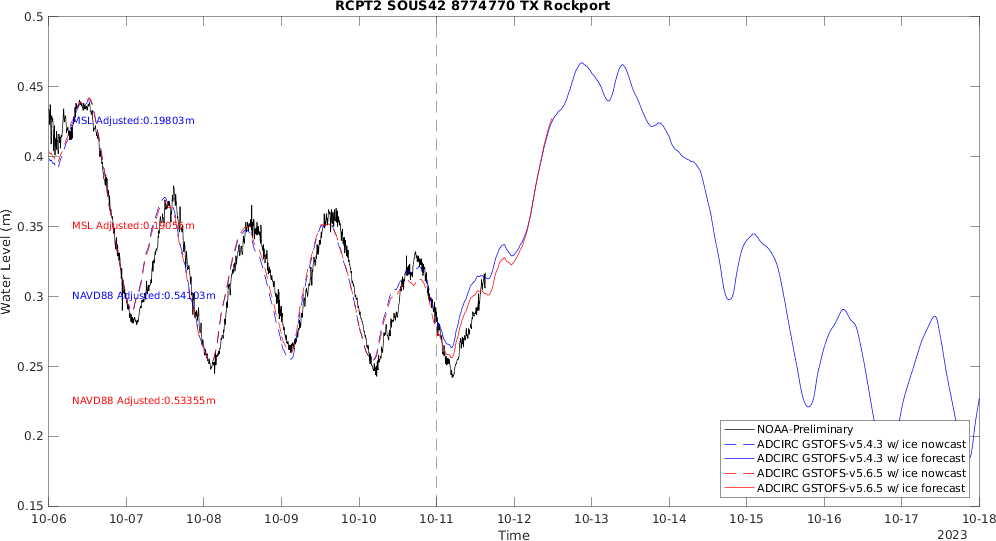 RCPT2 SOUS42 8774770 TX Rockport
0.5
0.45
0.4
0.35
0.3
0.25
0.2
0.15
Water Level (m)
MSL Adjusted:0.19803m
MSL Adjusted:0.19055m
NAVD88 Adjusted:0.54103m
NAVD88 Adjusted:0.53355m
NOAA-Preliminary
ADCIRC GSTOFS-v5.4.3 w/ ice nowcast
ADCIRC GSTOFS-v5.4.3 w/ ice forecast
ADCIRC GSTOFS-v5.6.5 w/ ice nowcast
ADCIRC GSTOFS-v5.6.5 w/ ice forecast
10-06 10-07 10-08 10-09 10-10 10-11 10-12 10-13 10-14 10-15 10-16 10-17 10-18
Time
2023